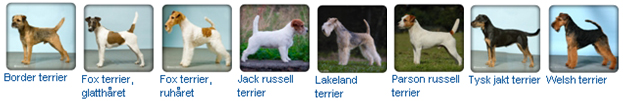 Border terrier
Fox terrier,
glatthåret
Fox terrier,
ruhåret
Jack russell
terrier
Lakeland
terrier
Parson russell
terrier
Tysk jakt terrier
Welsh terrier